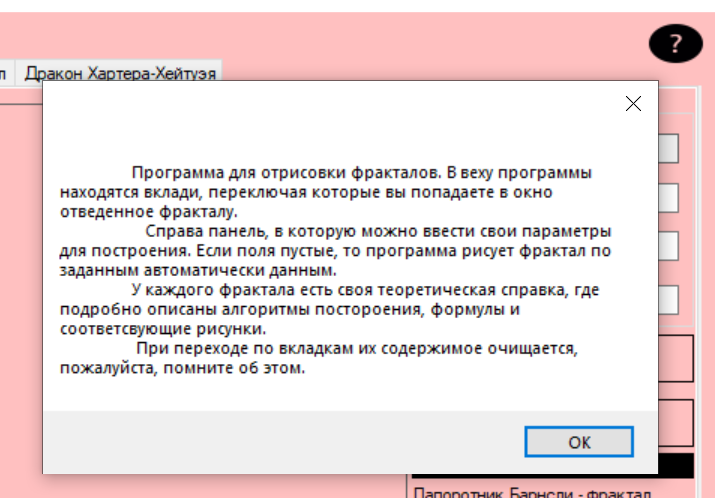 ?
л Дракон Хартера-Хейтуэя
Программа для отрисовки фракталов. В веху программы
находятся вклади, переключая которые вы попадаете в окно
отведенное фракталу.
Справа панель, в которую можно ввести свои параметры
для построения. Если поля пустые, то программа рисует фрактал по
заданным автоматически данным.
У каждого фрактала есть своя теоретическая справка, где
подробно описаны алгоритмы постороения, формулы и
соответсвующие рисунки.
При переходе по вкладкам их содержимое очищается,
пожалуйста, помните об этом.
ОК
Папоротник Барнсли - фрактал